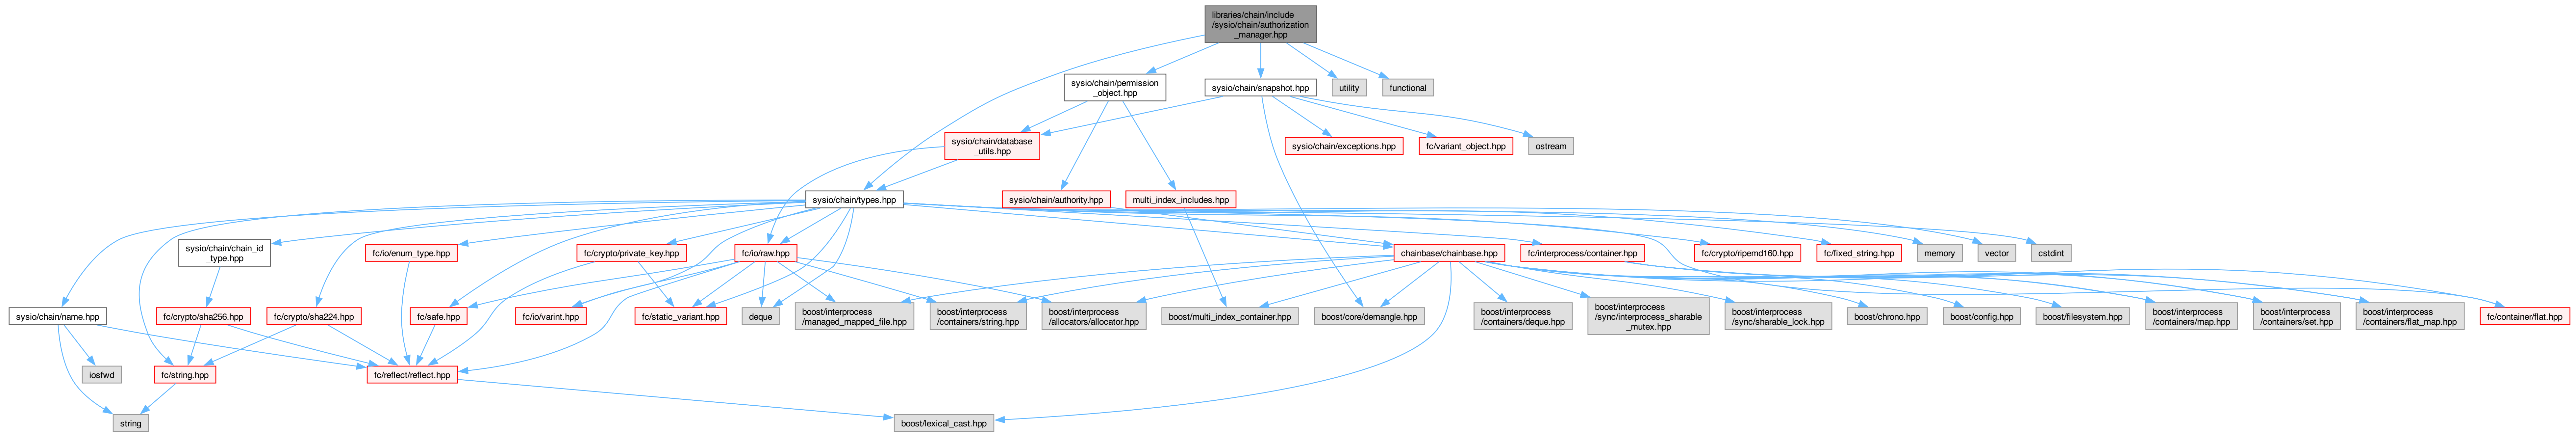 libraries/chain/include
/sysio/chain/authorization
_manager.hpp
sysio/chain/permission
_object.hpp
sysio/chain/snapshot.hpp
utility
functional
sysio/chain/database
_utils.hpp
sysio/chain/exceptions.hpp
fc/variant_object.hpp
ostream
sysio/chain/types.hpp
sysio/chain/authority.hpp
multi_index_includes.hpp
sysio/chain/chain_id
_type.hpp
fc/io/enum_type.hpp
fc/crypto/private_key.hpp
fc/io/raw.hpp
chainbase/chainbase.hpp
fc/interprocess/container.hpp
fc/crypto/ripemd160.hpp
fc/fixed_string.hpp
memory
vector
cstdint
sysio/chain/name.hpp
fc/crypto/sha256.hpp
fc/crypto/sha224.hpp
fc/safe.hpp
fc/io/varint.hpp
fc/static_variant.hpp
deque
boost/interprocess
/managed_mapped_file.hpp
boost/interprocess
/containers/string.hpp
boost/interprocess
/allocators/allocator.hpp
boost/multi_index_container.hpp
boost/core/demangle.hpp
boost/interprocess
/containers/deque.hpp
boost/interprocess
/sync/interprocess_sharable
_mutex.hpp
boost/interprocess
/sync/sharable_lock.hpp
boost/chrono.hpp
boost/config.hpp
boost/filesystem.hpp
boost/interprocess
/containers/map.hpp
boost/interprocess
/containers/set.hpp
boost/interprocess
/containers/flat_map.hpp
fc/container/flat.hpp
iosfwd
fc/string.hpp
fc/reflect/reflect.hpp
string
boost/lexical_cast.hpp